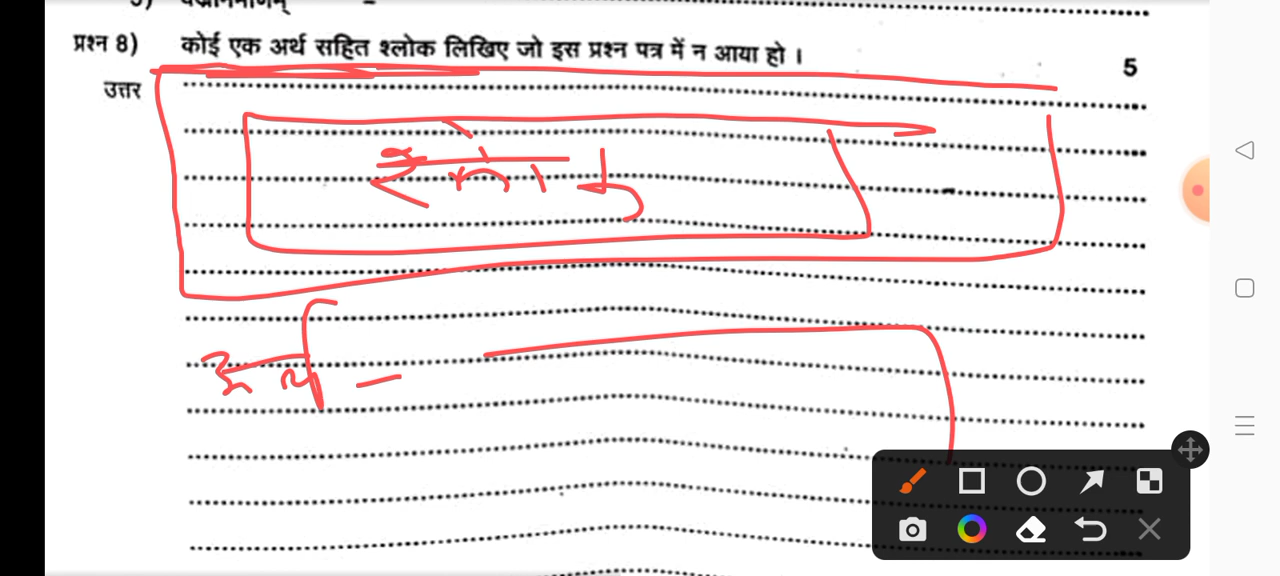 प्रश्न 8) कोई एक अर्थ सहित श्लोक लिखिए जो इस प्रश्न पत्र में न आया हो । 5
उत्तर
श्लोक
अर्थ —